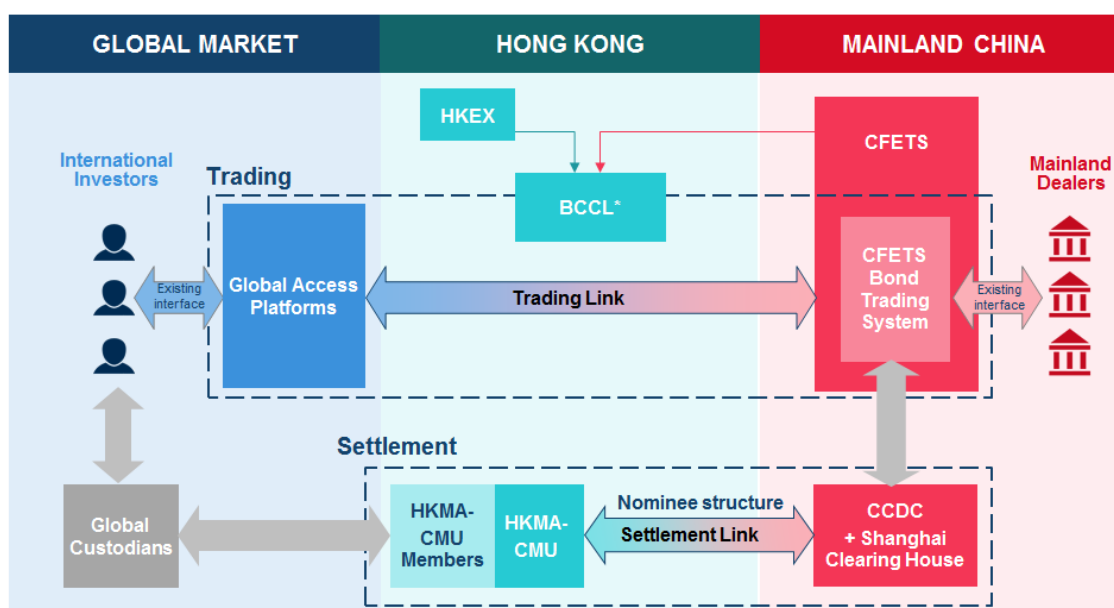 GLOBAL MARKET
HONG KONG
MAINLAND CHINA
HKEX
CFETS
International
Investors
Trading
BCCL*
Mainland
Dealers
Existing
interface
Global Access
Platforms
Trading Link
CFETS
Bond
Trading
System
Existing
interface
Settlement
Global
Custodians
HKMA-
CMU
Members
HKMA-
CMU
Nominee structure
Settlement Link
CCDC
+ Shanghai
Clearing House